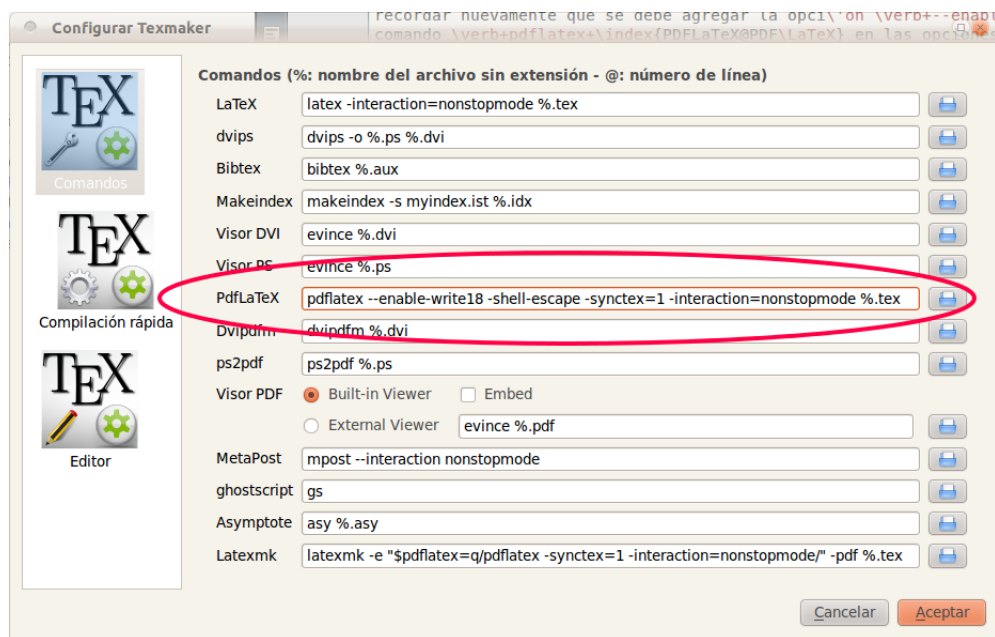 recordar nuevamente que se debe agregar la opci\'on \verb+--enabl
Configurar Texmaker
comando \verb+pdflatex+\index{PDFLaTeX@PDF\LaTeX} en las opciones
Comandos (%: nombre del archivo sin extensión - @: número de línea)
TEX
Comandos
LaTeX latex -interaction=nonstopmode %.tex
dvips dvips -o %.ps %.dvi
Bibtex bibtex %.aux
Makeindex makeindex -s myindex.ist %.idx
TEX
Compilación rápida
Visor DVI evince %.dvi
Visor PS evince %.ps
PdfLaTeX pdflatex --enable-write18 -shell-escape -synctex=1 -interaction=nonstopmode %.tex
Dvipdfm dvipdfm %.dvi
ps2pdf ps2pdf %.ps
TEX
Editor
Visor PDF Built-in Viewer Embed
External Viewer evince %.pdf
MetaPost mpost --interaction nonstopmode
ghostscript gs
Asymptote asy %.asy
Latexmk latexmk -e "$pdflatex=q/pdflatex -synctex=1 -interaction=nonstopmode/" -pdf %.tex
Cancelar Aceptar